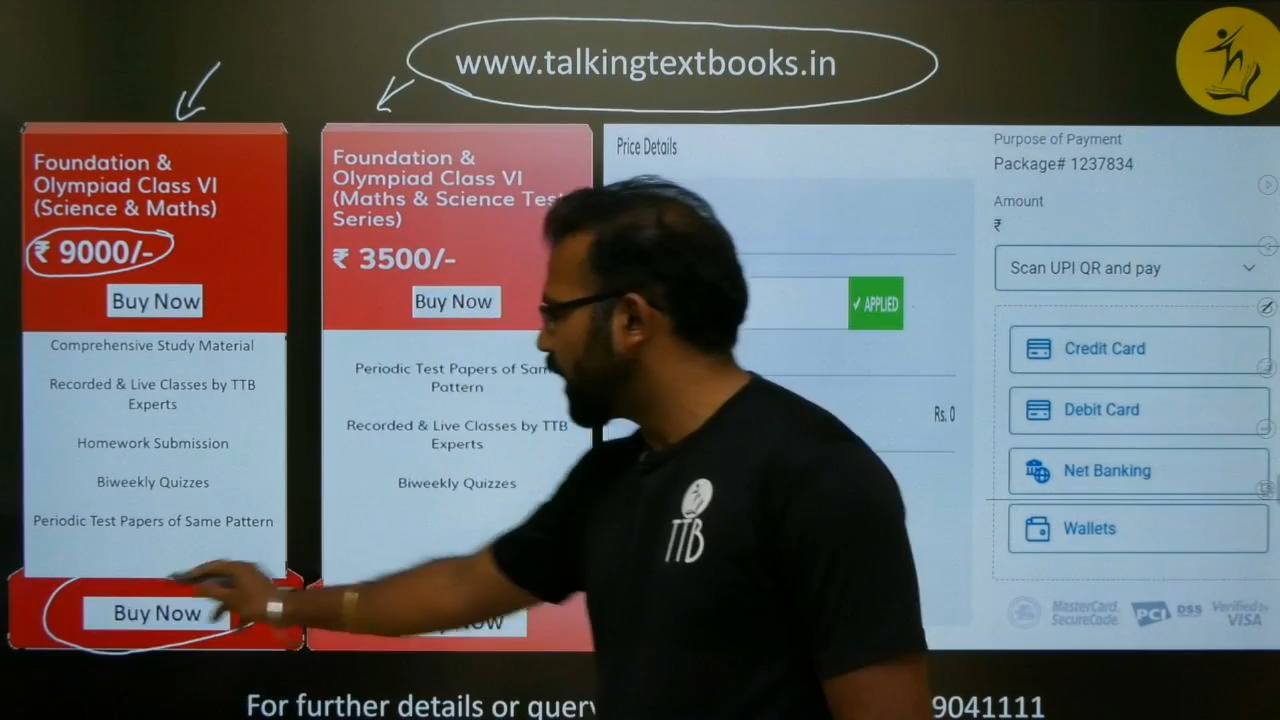 www.talkingtextbooks.in
Foundation &
Olympiad Class VI
(Science & Maths)
₹ 9000/-
Buy Now
Comprehensive Study Material
Recorded & Live Classes by TTB
Experts
Homework Submission
Biweekly Quizzes
Periodic Test Papers of Same Pattern
Buy Now
Foundation &
Olympiad Class VI
(Maths & Science Test
Series)
₹ 3500/-
Buy Now
Periodic Test Papers of Same
Pattern
Recorded & Live Classes by TTB
Experts
Biweekly Quizzes
Price Details
✓ APPLIED
Rs. 0
Purpose of Payment
Package# 1237834
Amount
₹
Scan UPI QR and pay
Credit Card
Debit Card
Net Banking
Wallets
MasterCard.
SecureCode.
PCI DSS
Verified by
VISA
TTB
For further details or query
9041111